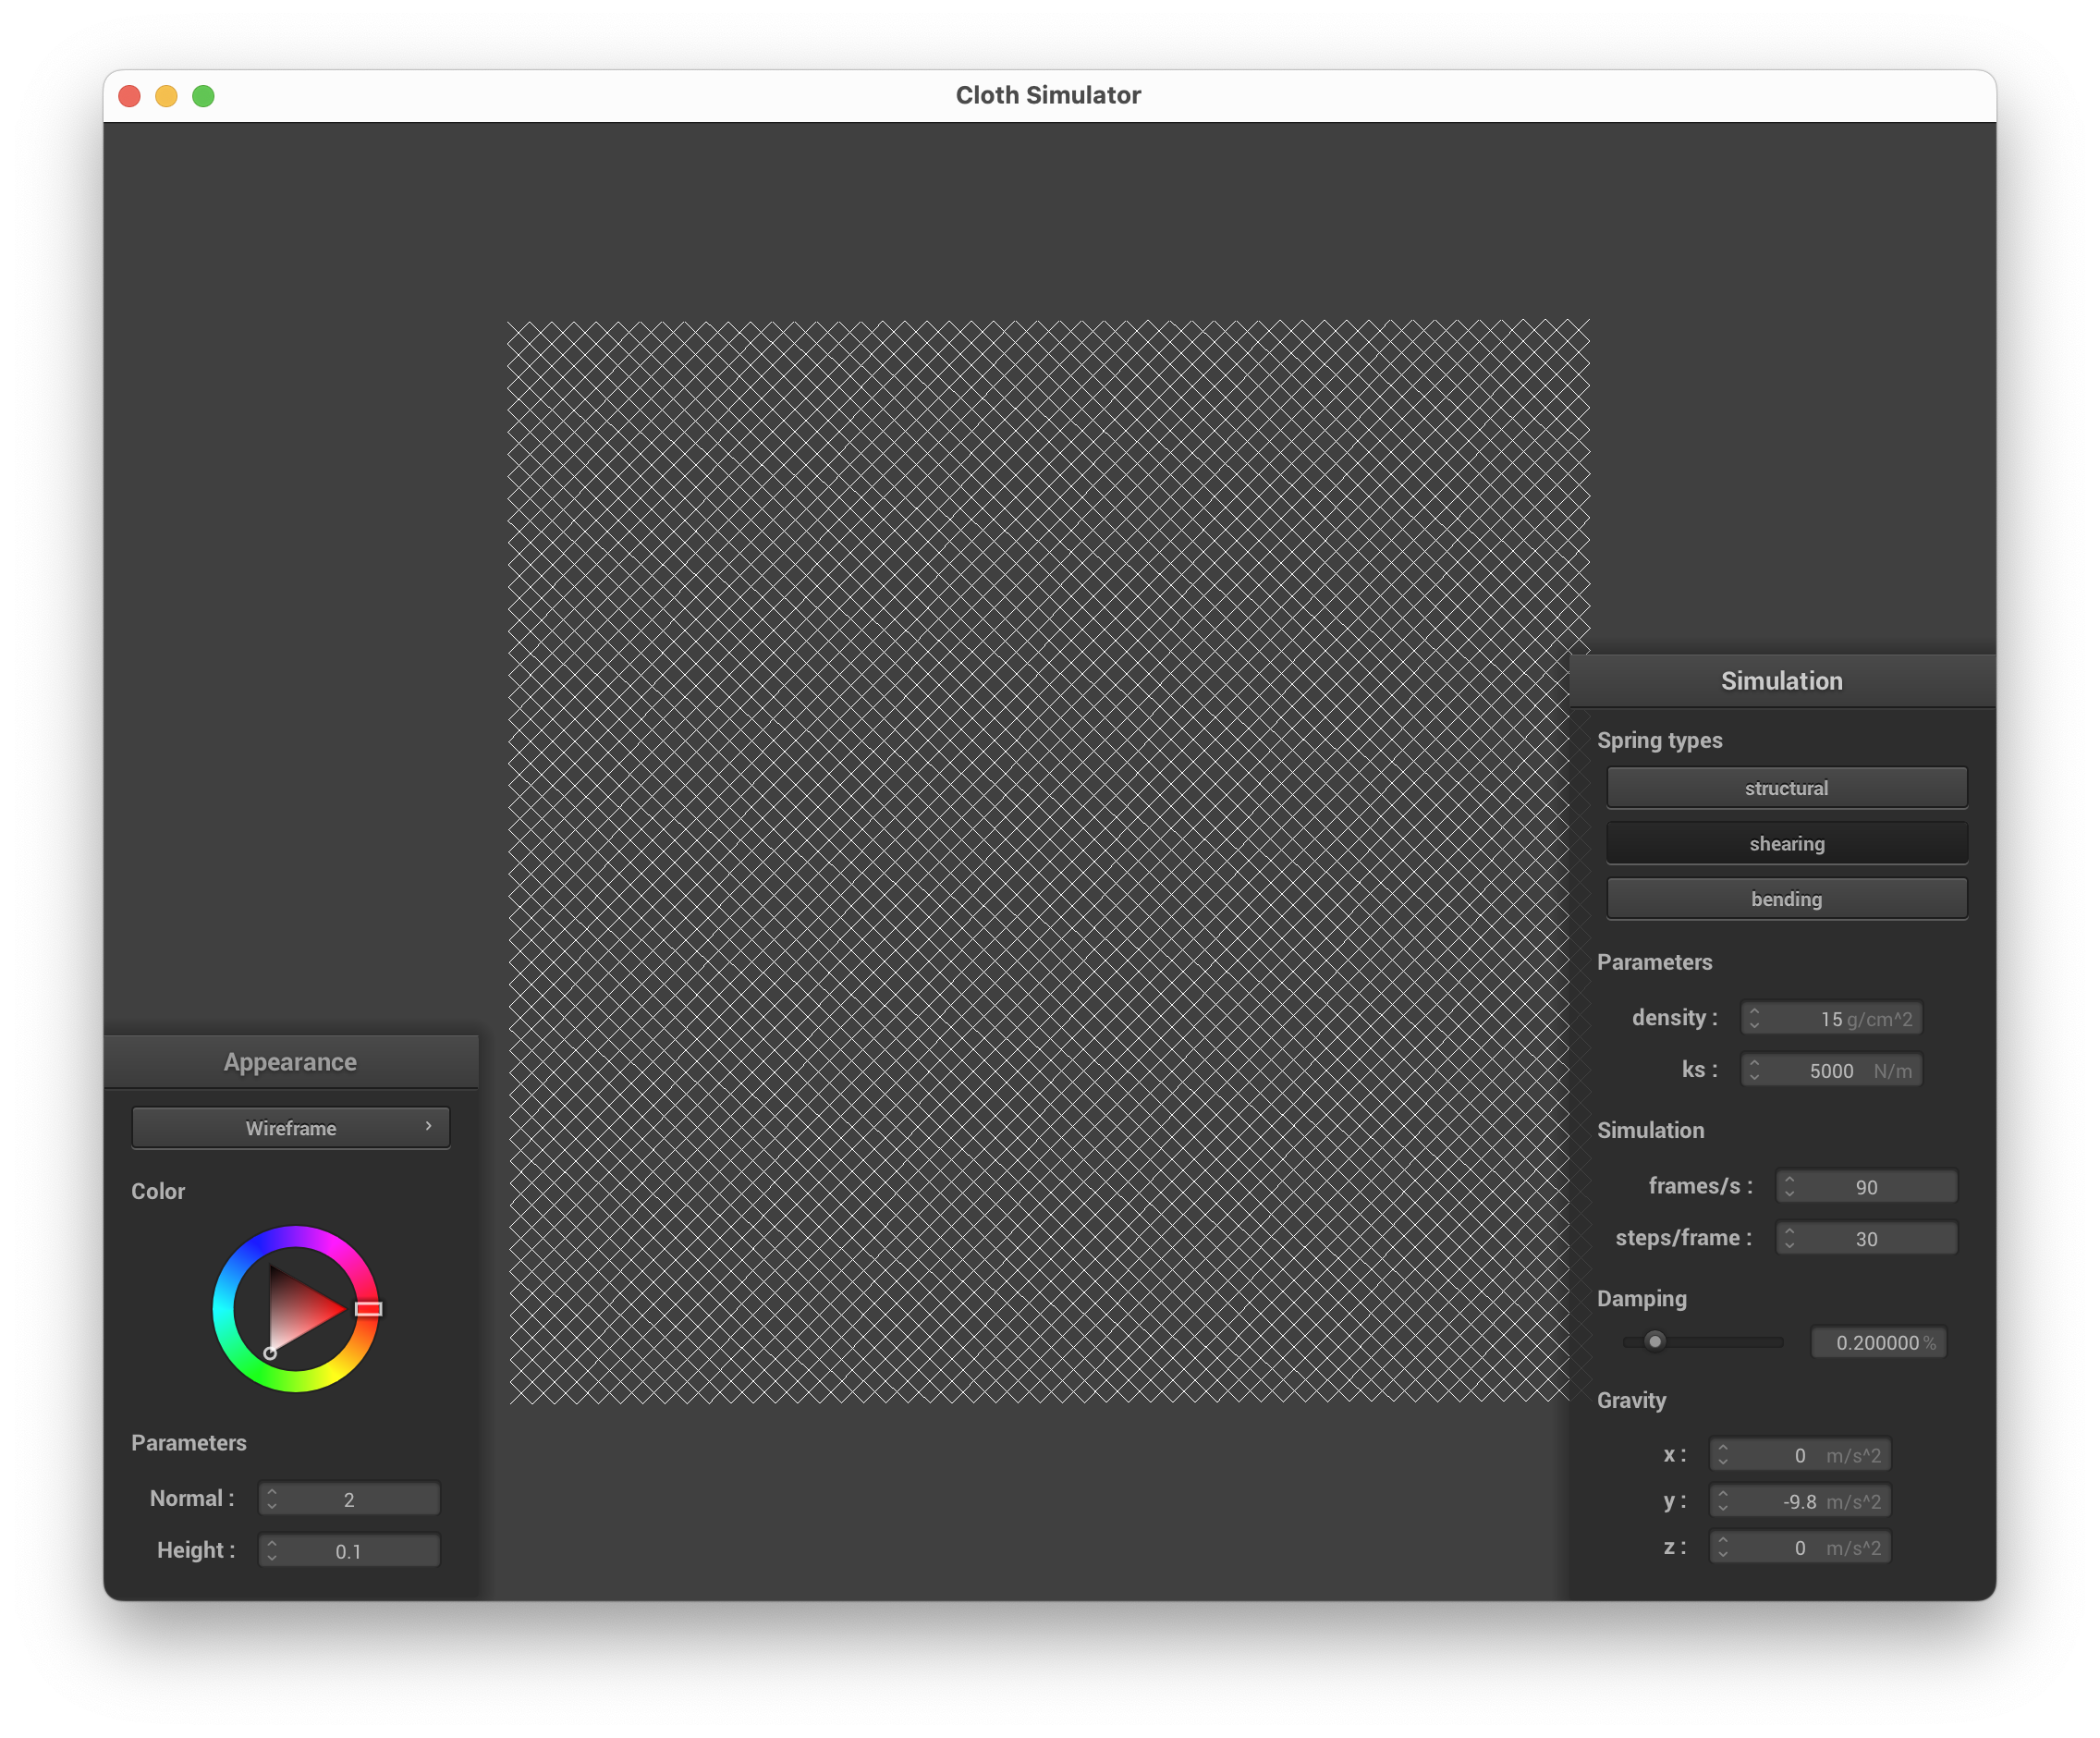 Cloth Simulator
Simulation
Spring types
structural
shearing
bending
Parameters
density : 15 g/cm^2
ks : 5000 N/m
Simulation
frames/s : 90
steps/frame : 30
Damping
0.200000 %
Gravity
x : 0 m/s^2
y : -9.8 m/s^2
z : 0 m/s^2
Appearance
Wireframe
Color
Parameters
Normal : 2
Height : 0.1